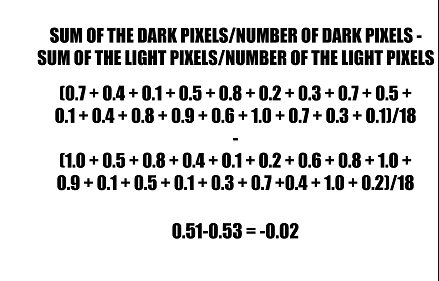 SUM OF THE DARK PIXELS/NUMBER OF DARK PIXELS -
SUM OF THE LIGHT PIXELS/NUMBER OF THE LIGHT PIXELS
(0.7 + 0.4 + 0.1 + 0.5 + 0.8 + 0.2 + 0.3 + 0.7 + 0.5 +
0.1 + 0.4 + 0.8 + 0.9 + 0.6 + 1.0 + 0.7 + 0.3 + 0.1)/18
-
(1.0 + 0.5 + 0.8 + 0.4 + 0.1 + 0.2 + 0.6 + 0.8 + 1.0 +
0.9 + 0.1 + 0.5 + 0.1 + 0.3 + 0.7 +0.4 + 1.0 + 0.2)/18
0.51-0.53 = -0.02